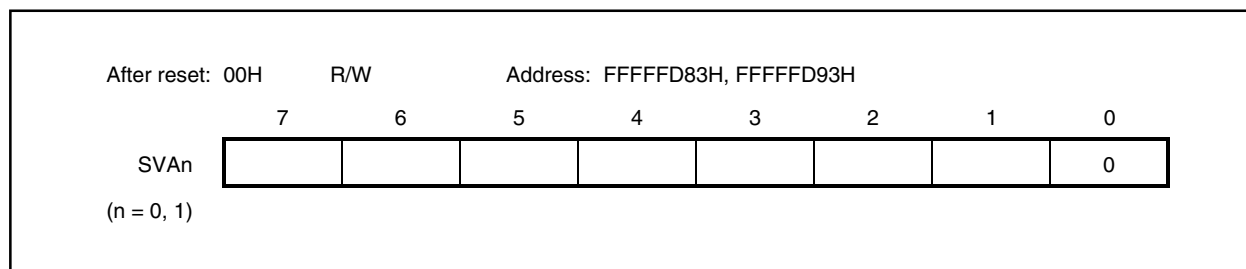 After reset: 00H R/W Address: FFFFFD83H, FFFFFD93H
7 6 5 4 3 2 1 0
SVAn 0
(n = 0, 1)